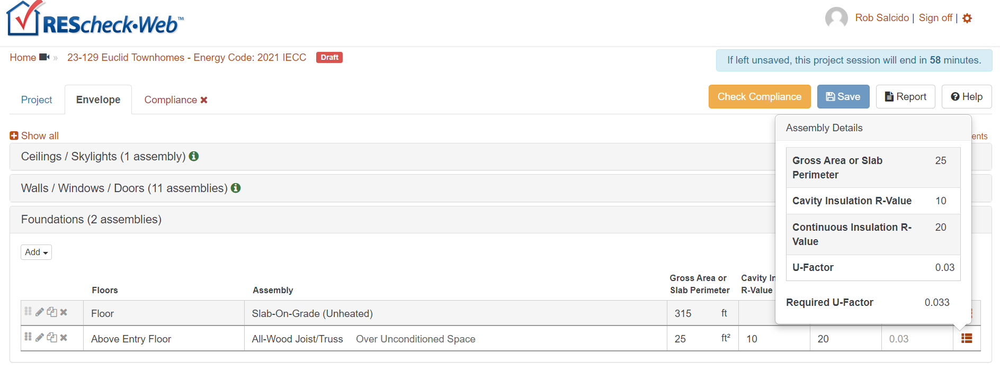 REScheck•Web™
Rob Salcido | Sign off |
Home » 23-129 Euclid Townhomes - Energy Code: 2021 IECC Draft
If left unsaved, this project session will end in 58 minutes.
Project Envelope Compliance ✖
Check Compliance Save Report Help
Show all
ents
Ceilings / Skylights (1 assembly)
Walls / Windows / Doors (11 assemblies)
Foundations (2 assemblies)
Add
Assembly Details
Gross Area or Slab Perimeter 25
Cavity Insulation R-Value 10
Continuous Insulation R-
Value 20
U-Factor 0.03
Required U-Factor 0.033
Floors Assembly Gross Area or Slab Perimeter Cavity R-Value
Floor Slab-On-Grade (Unheated) 315 ft
Above Entry Floor All-Wood Joist/Truss Over Unconditioned Space 25 ft² 10 20 0.03